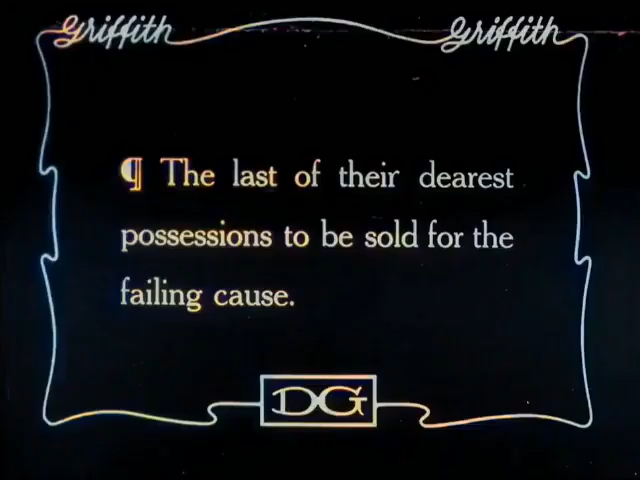 Griffith Griffith
¶ The last of their dearest
possessions to be sold for the
failing cause.
DG